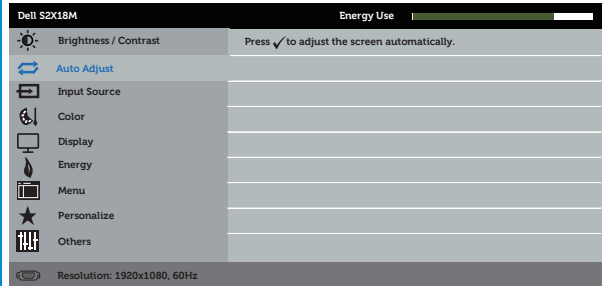 Dell S2X18M Energy Use
Brightness / Contrast Press ✓ to adjust the screen automatically.
Auto Adjust
Input Source
Color
Display
Energy
Menu
Personalize
Others
Resolution: 1920x1080, 60Hz